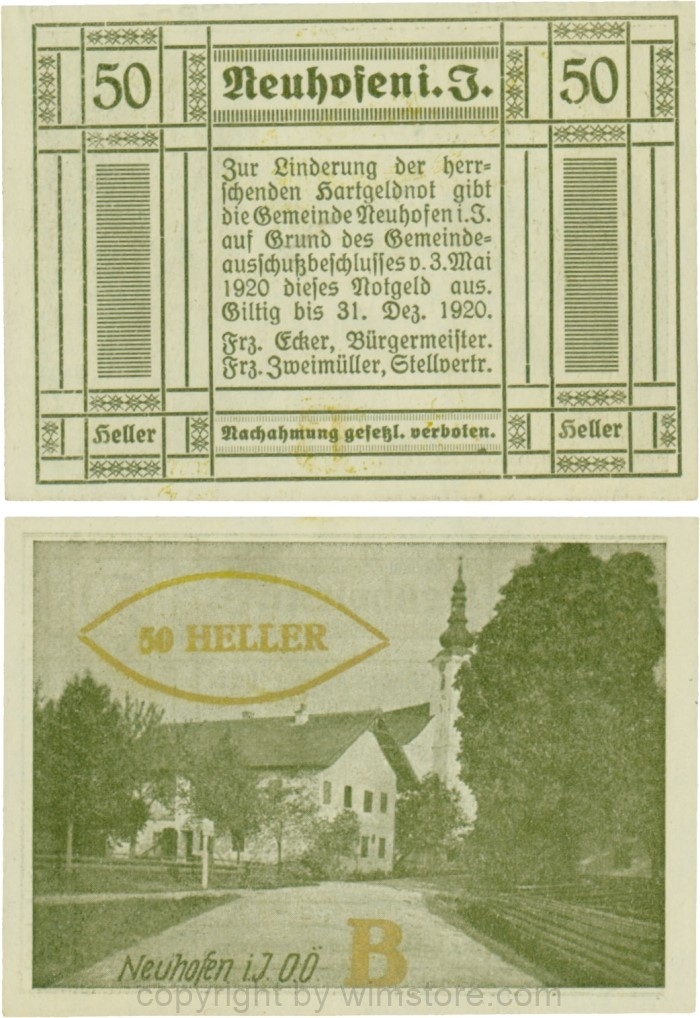 50
Neuhofen i. J.
50
Zur Linderung der herr-
schenden Hartgeldnot gibt
die Gemeinde Neuhofen i. J.
auf Grund des Gemeinde-
ausschußbeschlusses v. 3. Mai
1920 dieses Notgeld aus.
Giltig bis 31. Dez. 1920.
Frz. Ecker, Bürgermeister.
Frz. Zweimüller, Stellvertr.
Heller
Nachahmung gesetzl. verboten.
Heller
50 HELLER
Neuhofen i. J. O.Ö
B
copyright by wimstore.com